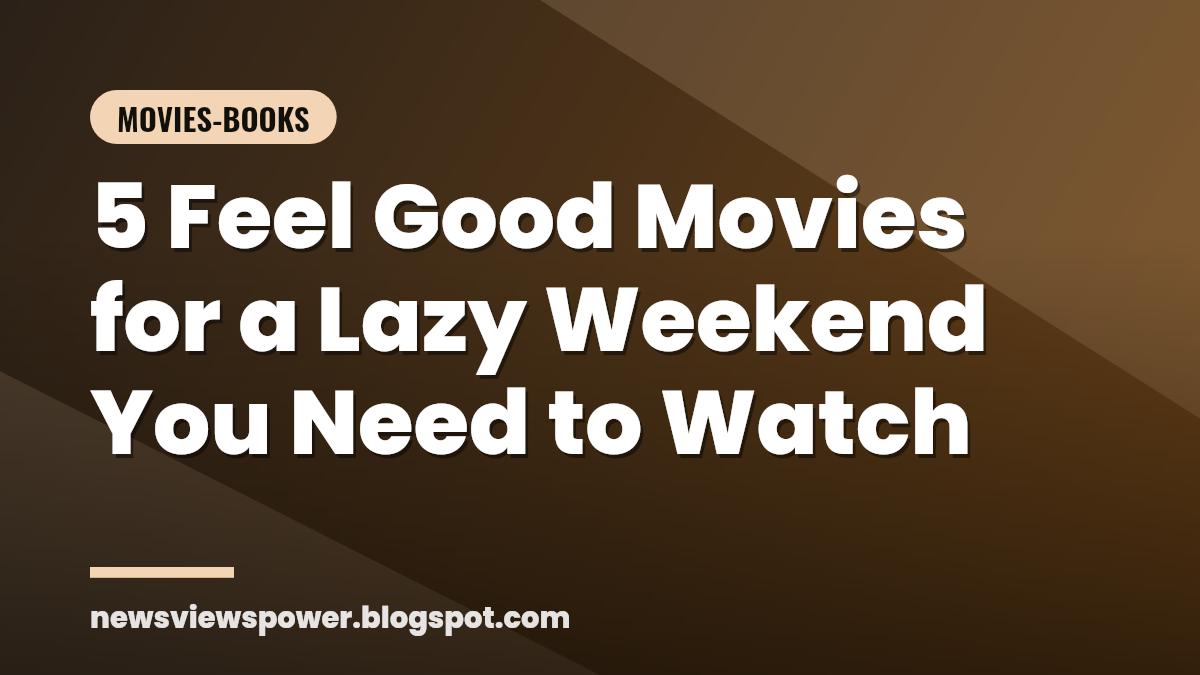 MOVIES-BOOKS
5 Feel Good Movies
for a Lazy Weekend
You Need to Watch
newsviewspower.blogspot.com